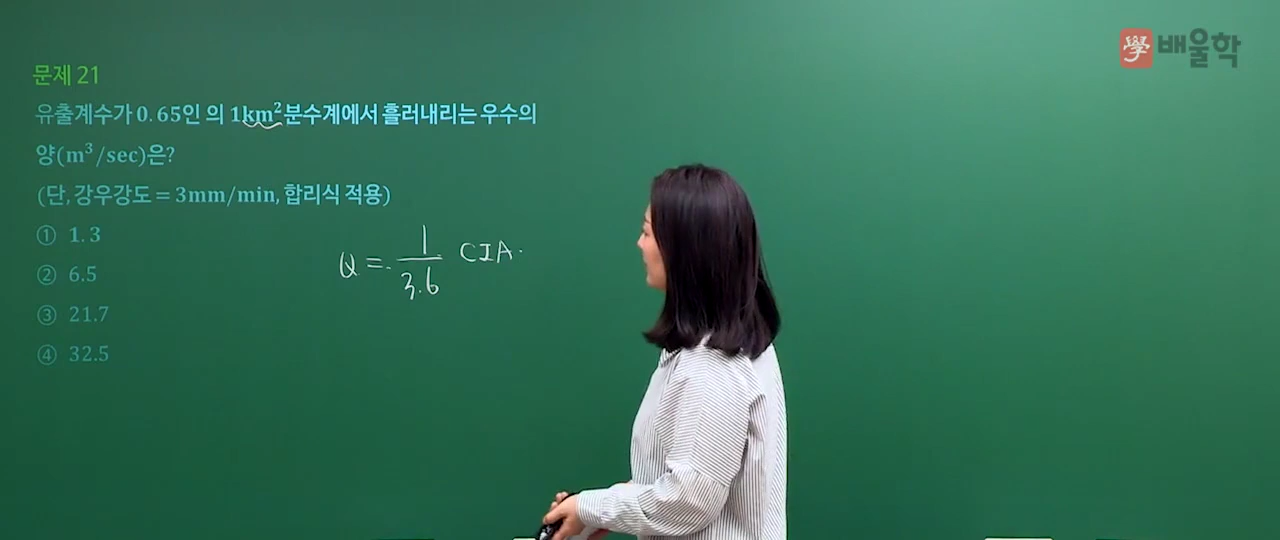 學 배울학
문제 21
유출계수가 0.65인 의 1km² 분수계에서 흘러내리는 우수의
양(m³/sec)은?
(단, 강우강도 = 3mm/min, 합리식 적용)
① 1.3
② 6.5
③ 21.7
④ 32.5
Q = 1/3.6 CIA.